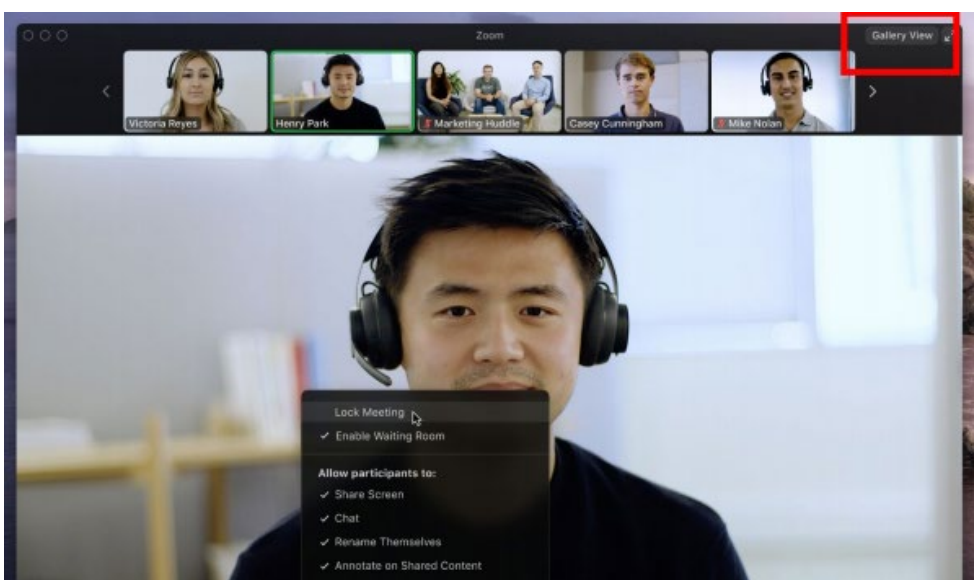 Zoom
Gallery View
Victoria Reyes
Henry Park
Marketing Huddle
Casey Cunningham
Mike Nolan
Lock Meeting
✓ Enable Waiting Room
Allow participants to:
✓ Share Screen
✓ Chat
✓ Rename Themselves
✓ Annotate on Shared Content